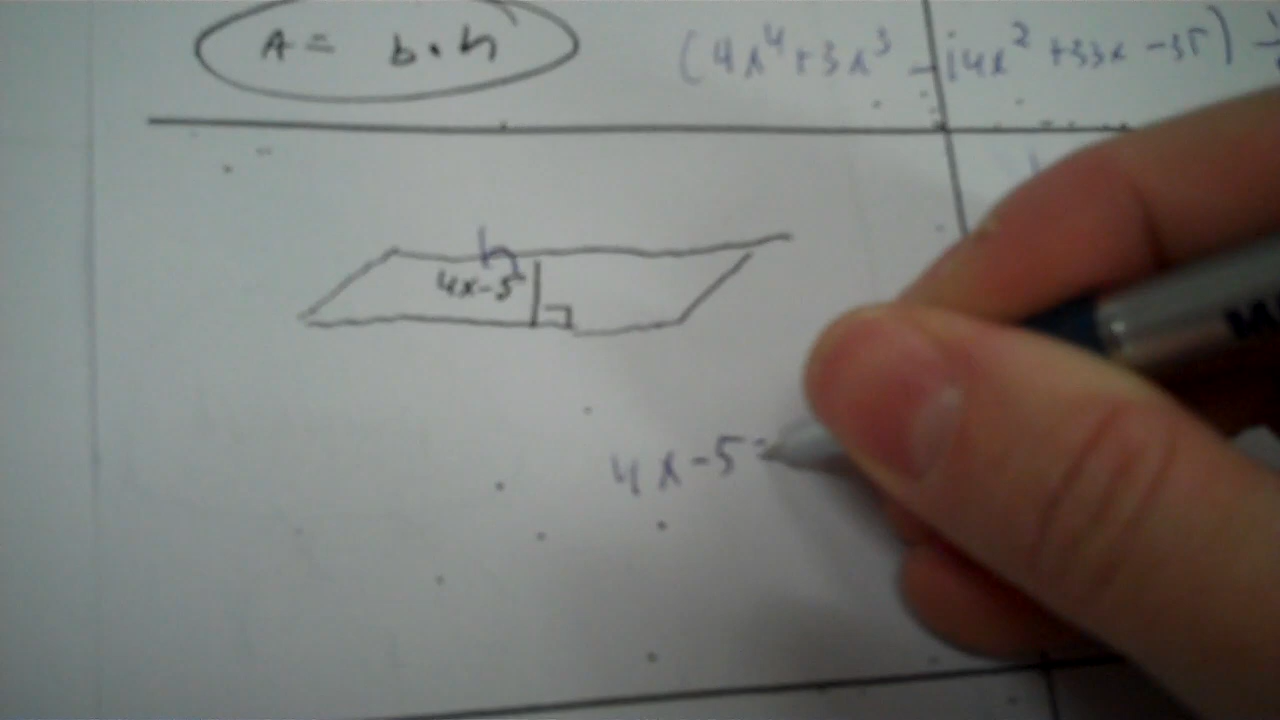 A = b·h
(4x⁴+3x³-14x²+33x-35)
h
4x-5
4x-5=